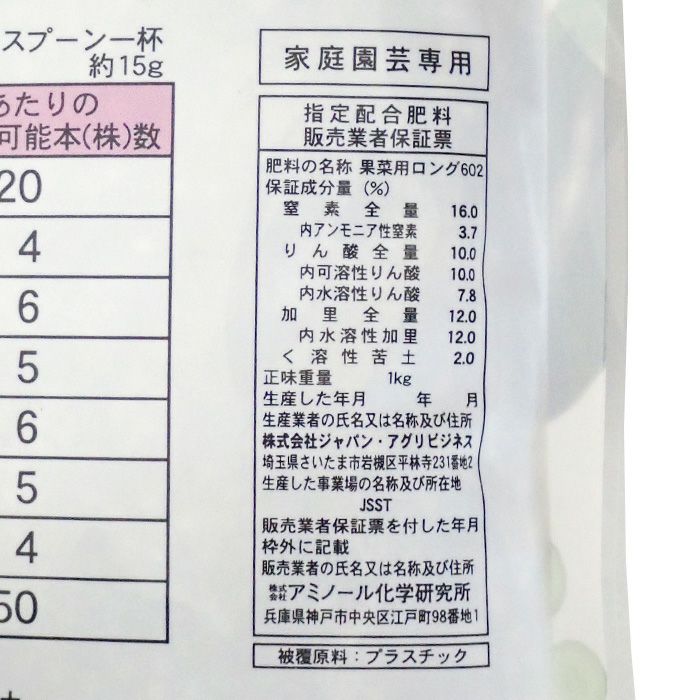 スプーン一杯
約15g
あたりの
可能本(株)数
20
4
6
5
6
5
4
50
家庭園芸専用
指定配合肥料
販売業者保証票
肥料の名称 果菜用ロング602
保証成分量(%)
窒素全量 16.0
内アンモニア性窒素 3.7
りん酸全量 10.0
内可溶性りん酸 10.0
内水溶性りん酸 7.8
加里全量 12.0
内水溶性加里 12.0
く溶性苦土 2.0
正味重量 1kg
生産した年月 年 月
生産業者の氏名又は名称及び住所
株式会社ジャパン・アグリビジネス
埼玉県さいたま市岩槻区平林寺231番地2
生産した事業場の名称及び所在地
JSST
販売業者保証票を付した年月
枠外に記載
販売業者の氏名又は名称及び住所
株式会社アミノール化学研究所
兵庫県神戸市中央区江戸町98番地1
被覆原料：プラスチック